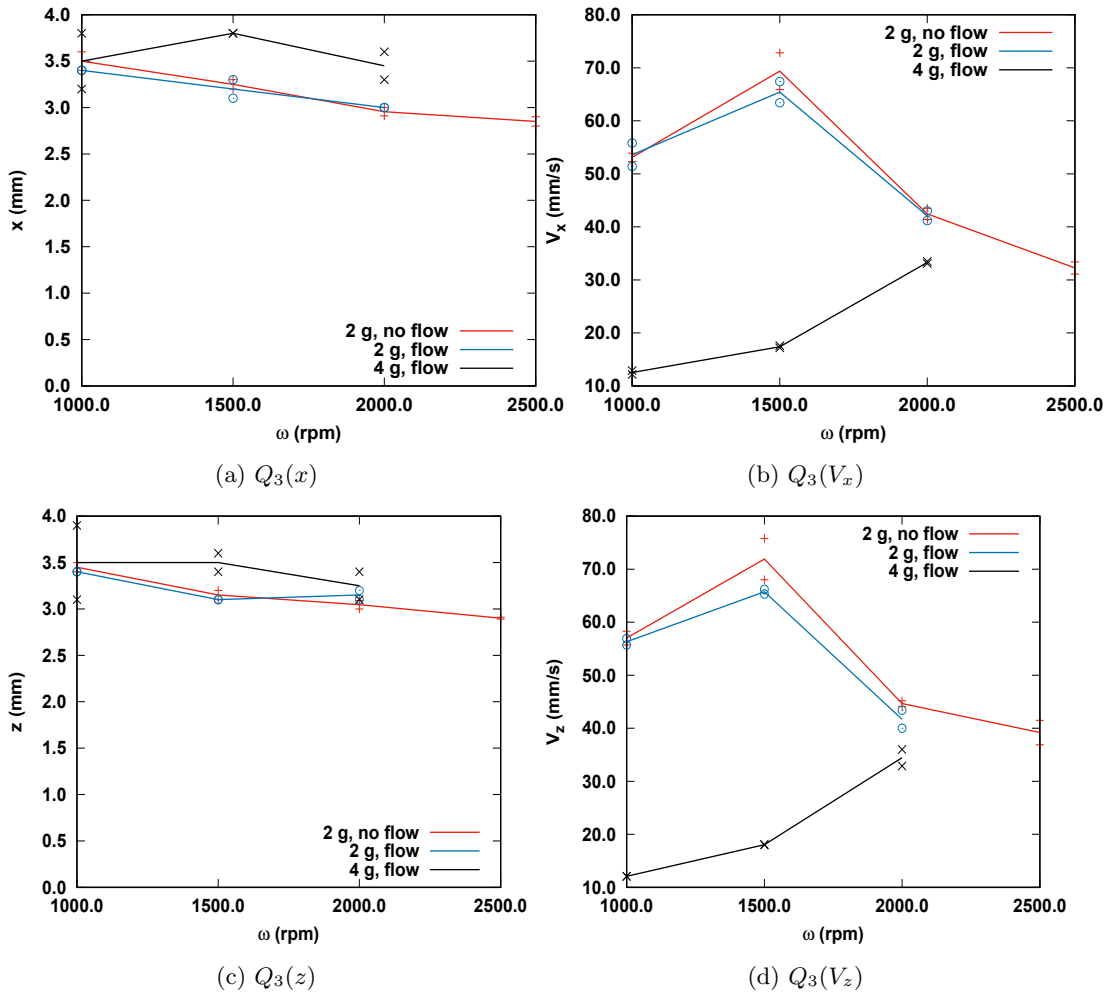 4.0
3.5
3.0
2.5
2.0
1.5
1.0
0.5
0.0
x (mm)
2 g, no flow
2 g, flow
4 g, flow
1000.0 1500.0 2000.0 2500.0
ω (rpm)
(a) Q3(x)
80.0
70.0
60.0
50.0
40.0
30.0
20.0
10.0
Vx (mm/s)
2 g, no flow
2 g, flow
4 g, flow
1000.0 1500.0 2000.0 2500.0
ω (rpm)
(b) Q3(Vx)
4.0
3.5
3.0
2.5
2.0
1.5
1.0
0.5
0.0
z (mm)
2 g, no flow
2 g, flow
4 g, flow
1000.0 1500.0 2000.0 2500.0
ω (rpm)
(c) Q3(z)
80.0
70.0
60.0
50.0
40.0
30.0
20.0
10.0
Vz (mm/s)
2 g, no flow
2 g, flow
4 g, flow
1000.0 1500.0 2000.0 2500.0
ω (rpm)
(d) Q3(Vz)